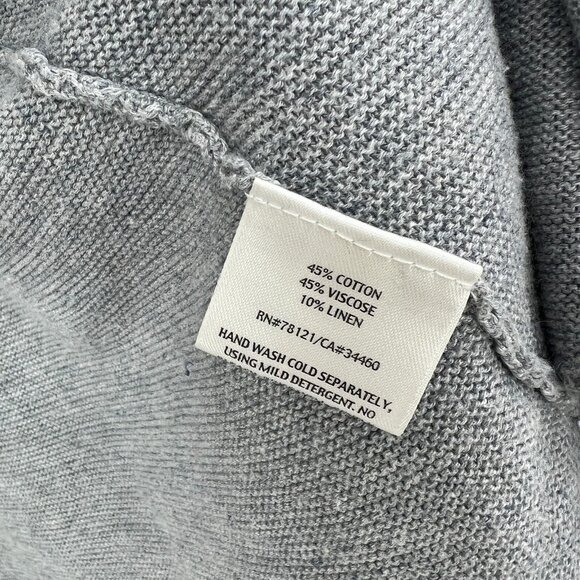 45% COTTON
45% VISCOSE
10% LINEN
RN#78121/CA#34460
HAND WASH COLD SEPARATELY,
USING MILD DETERGENT. NO